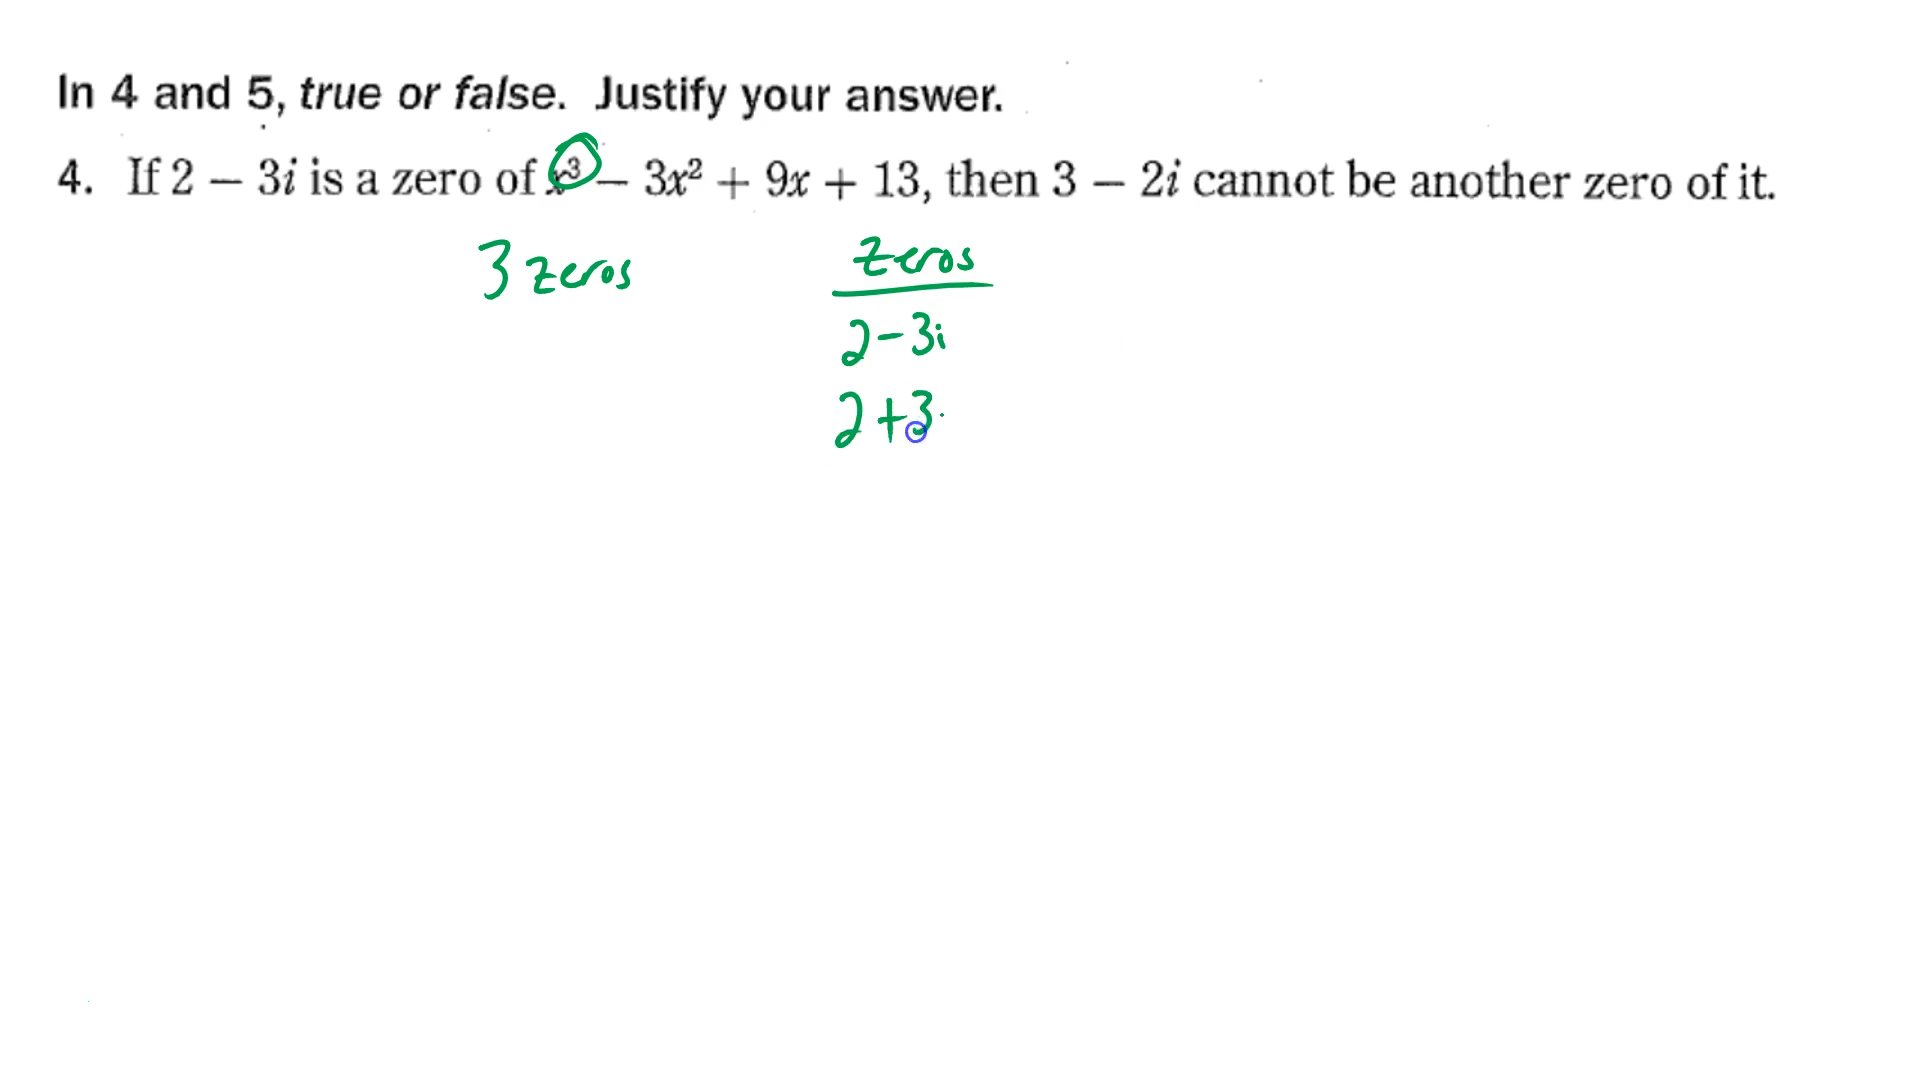 In 4 and 5, true or false. Justify your answer.
4. If 2 – 3i is a zero of x³ – 3x² + 9x + 13, then 3 – 2i cannot be another zero of it.
3 zeros
zeros
2-3i
2+3